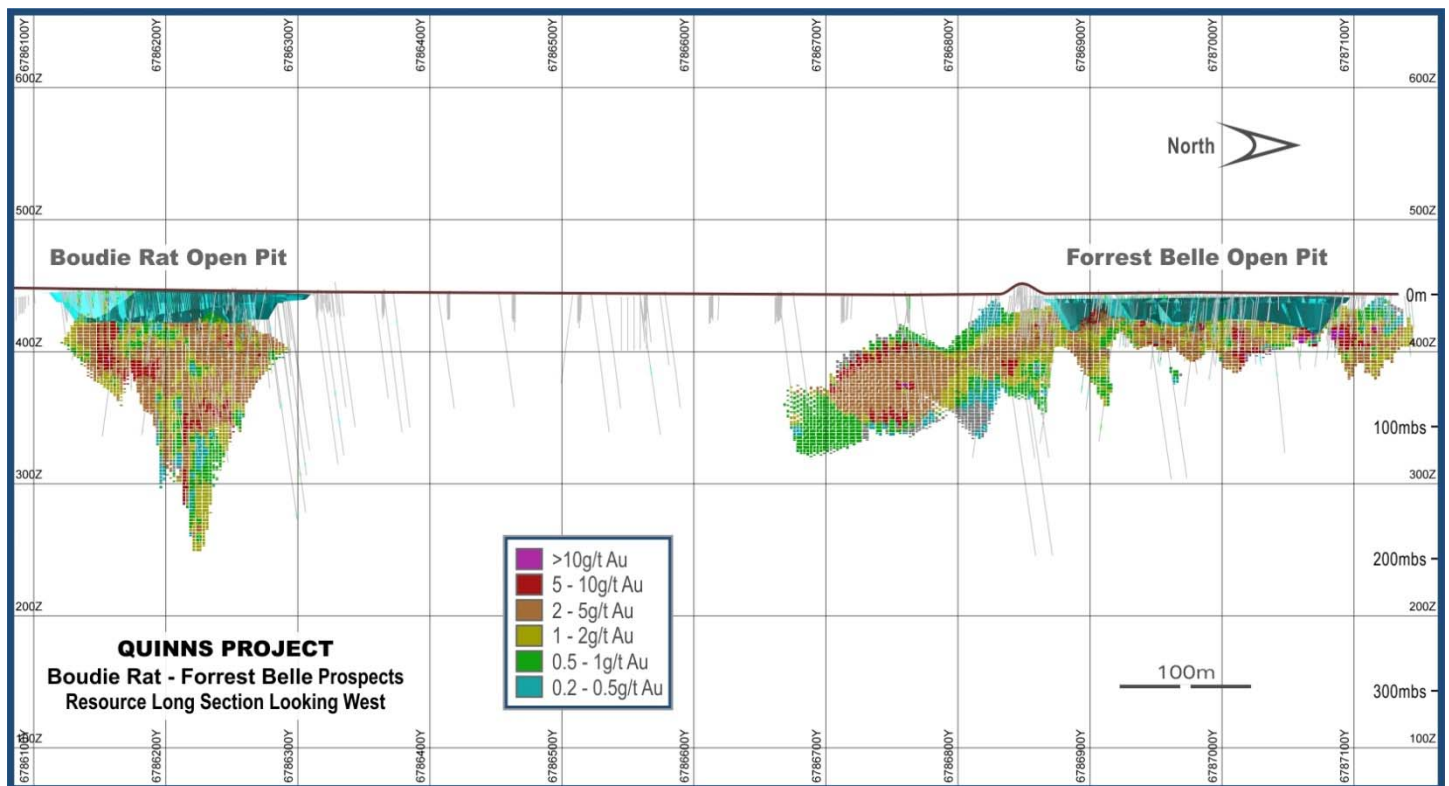 6786100Y 6786200Y 6786300Y 6786400Y 6786500Y 6786600Y 6786700Y 6786800Y 6786900Y 6787000Y 6787100Y
600Z 600Z
North
500Z 500Z
Boudie Rat Open Pit Forrest Belle Open Pit
0m
400Z 400Z
100mbs
300Z 300Z
>10g/t Au
200mbs
5 - 10g/t Au
2 - 5g/t Au
200Z 200Z
1 - 2g/t Au
QUINNS PROJECT
0.5 - 1g/t Au
Boudie Rat - Forrest Belle Prospects
100m
0.2 - 0.5g/t Au
300mbs
Resource Long Section Looking West
100Z 100Z
6786100Y 6786200Y 6786300Y 6786400Y 6786500Y 6786600Y 6786700Y 6786800Y 6786900Y 6787000Y 6787100Y